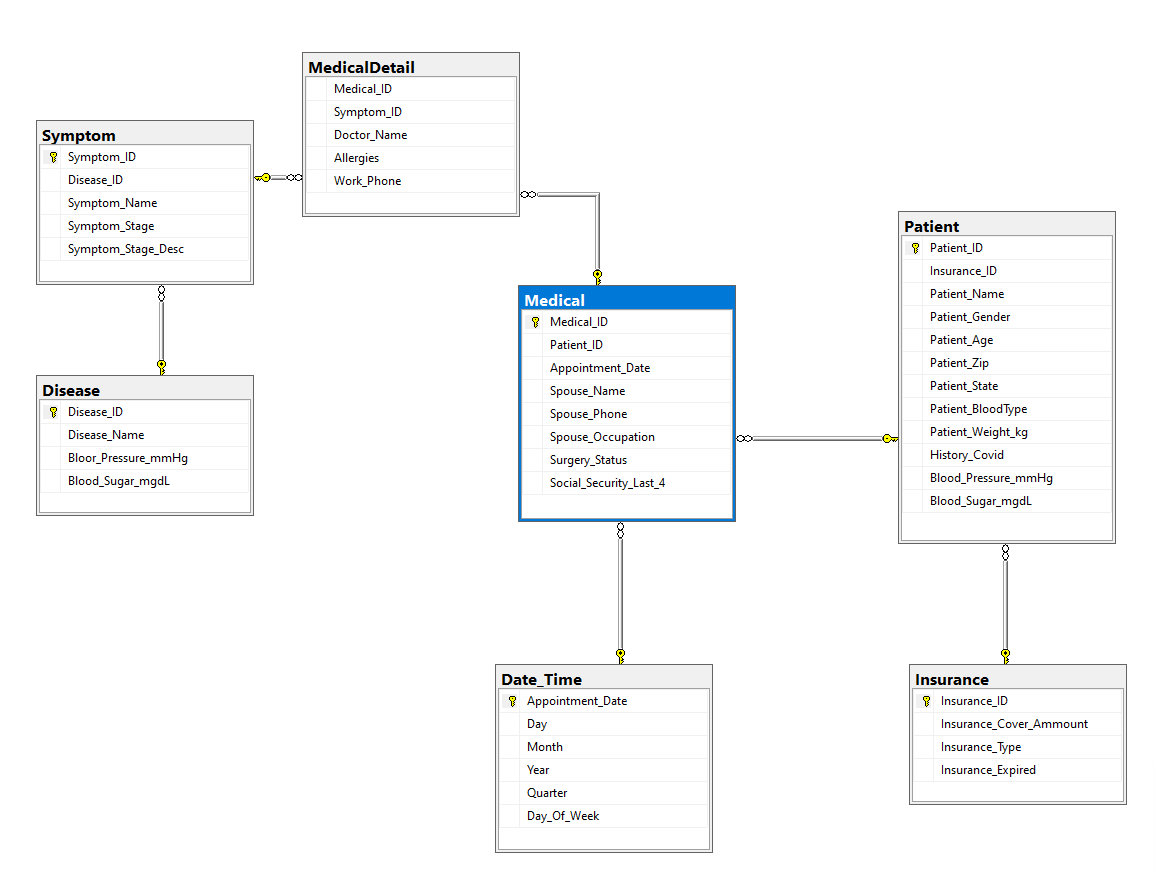 MedicalDetail
Medical_ID
Symptom_ID
Doctor_Name
Allergies
Work_Phone
Symptom
Symptom_ID
Disease_ID
Symptom_Name
Symptom_Stage
Symptom_Stage_Desc
Patient
Patient_ID
Insurance_ID
Patient_Name
Patient_Gender
Patient_Age
Patient_Zip
Patient_State
Patient_BloodType
Patient_Weight_kg
History_Covid
Blood_Pressure_mmHg
Blood_Sugar_mgdL
Medical
Medical_ID
Patient_ID
Appointment_Date
Spouse_Name
Spouse_Phone
Spouse_Occupation
Surgery_Status
Social_Security_Last_4
Disease
Disease_ID
Disease_Name
Bloor_Pressure_mmHg
Blood_Sugar_mgdL
Date_Time
Appointment_Date
Day
Month
Year
Quarter
Day_Of_Week
Insurance
Insurance_ID
Insurance_Cover_Ammount
Insurance_Type
Insurance_Expired